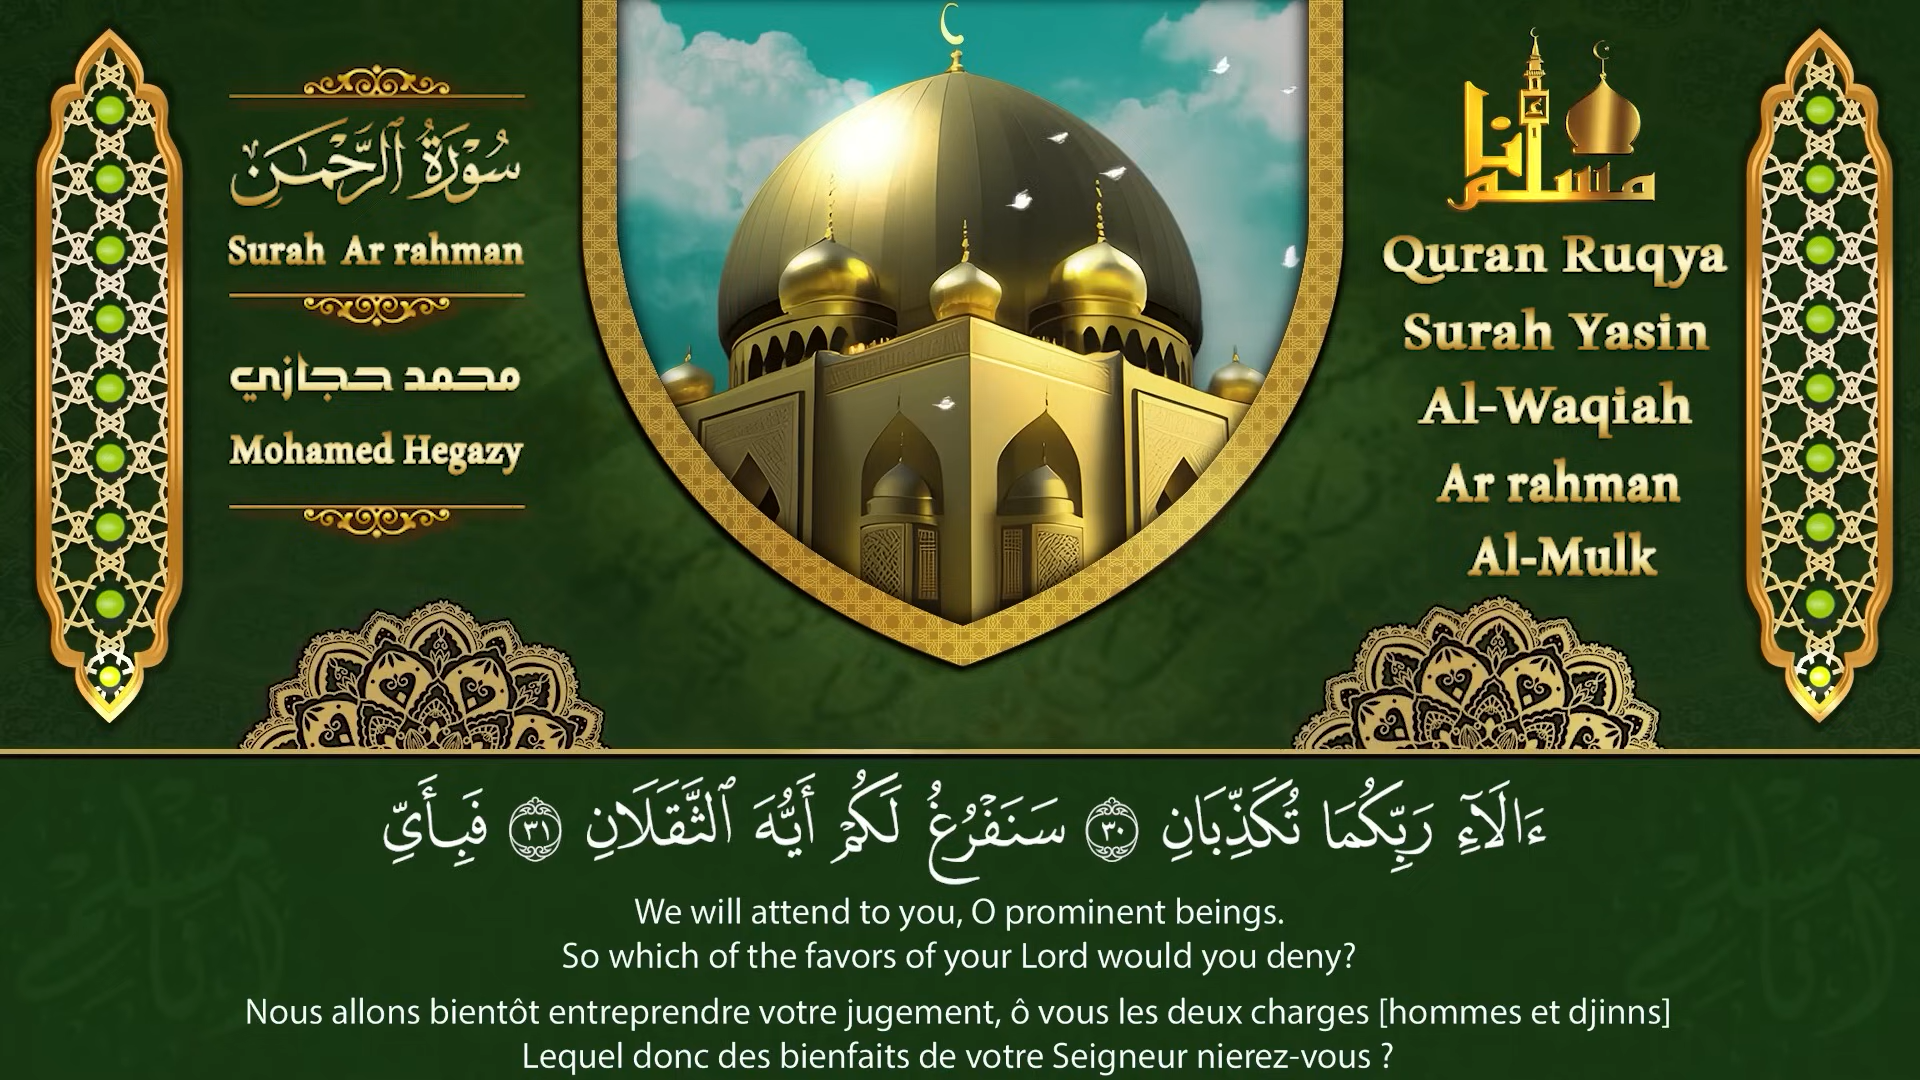 سُورَةُ ٱلرَّحْمَٰن
Surah Ar rahman
محمد حجازي
Mohamed Hegazy
أنا مسلم
Quran Ruqya
Surah Yasin
Al-Waqiah
Ar rahman
Al-Mulk
ءَالَآءِ رَبِّكُمَا تُكَذِّبَانِ ٣٠ سَنَفْرُغُ لَكُمْ أَيُّهَ ٱلثَّقَلَانِ ٣١ فَبِأَيِّ
We will attend to you, O prominent beings.
So which of the favors of your Lord would you deny?
Nous allons bientôt entreprendre votre jugement, ô vous les deux charges [hommes et djinns]
Lequel donc des bienfaits de votre Seigneur nierez-vous ?